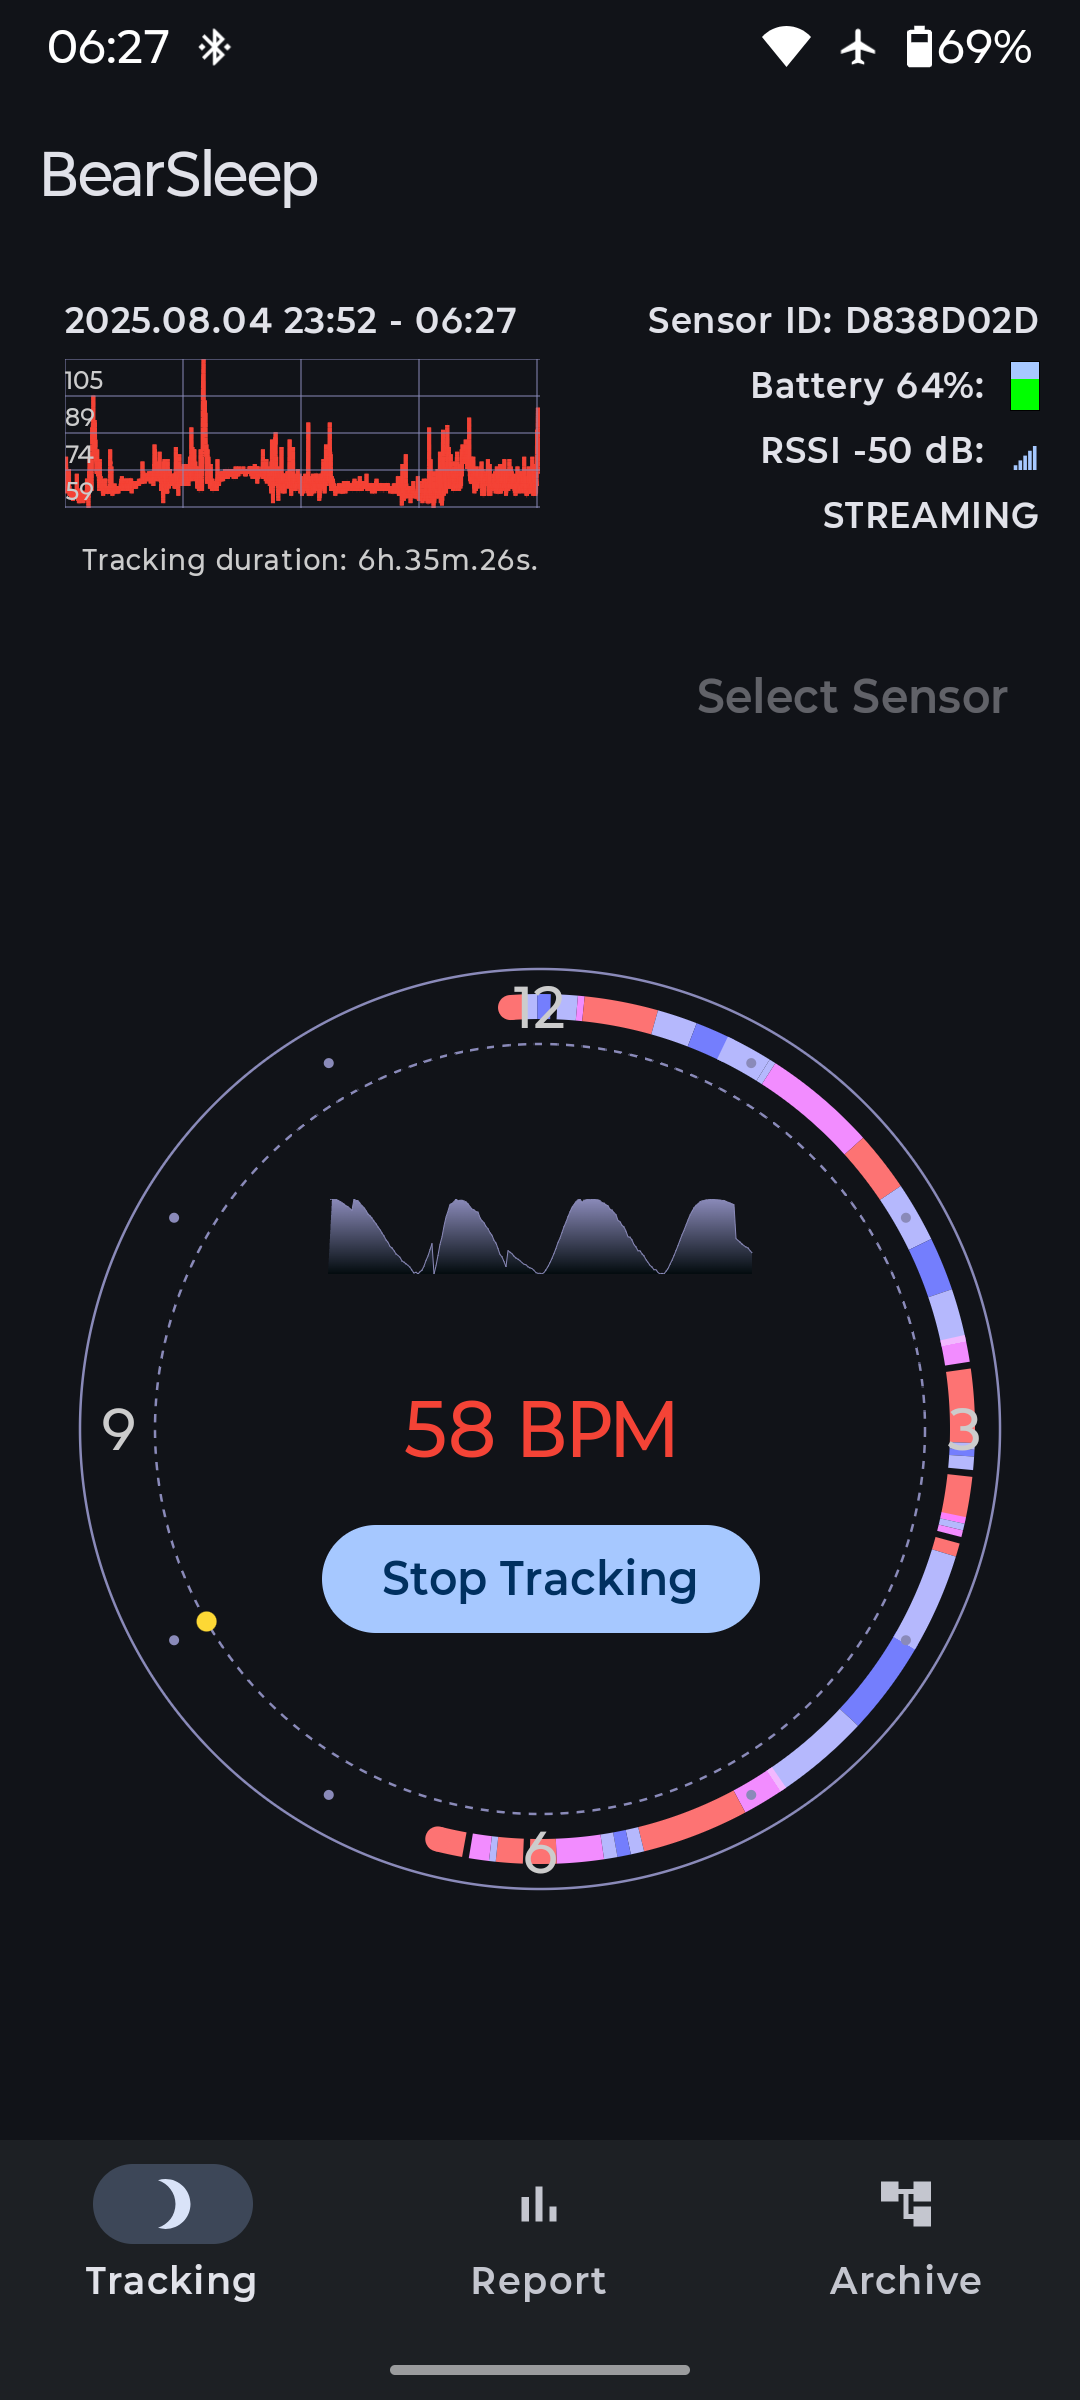 06:27
69%
BearSleep
2025.08.04 23:52 - 06:27
105
89
74
59
Tracking duration: 6h.35m.26s.
Sensor ID: D838D02D
Battery 64%:
RSSI -50 dB:
STREAMING
Select Sensor
12
9
3
58 BPM
Stop Tracking
6
Tracking
Report
Archive